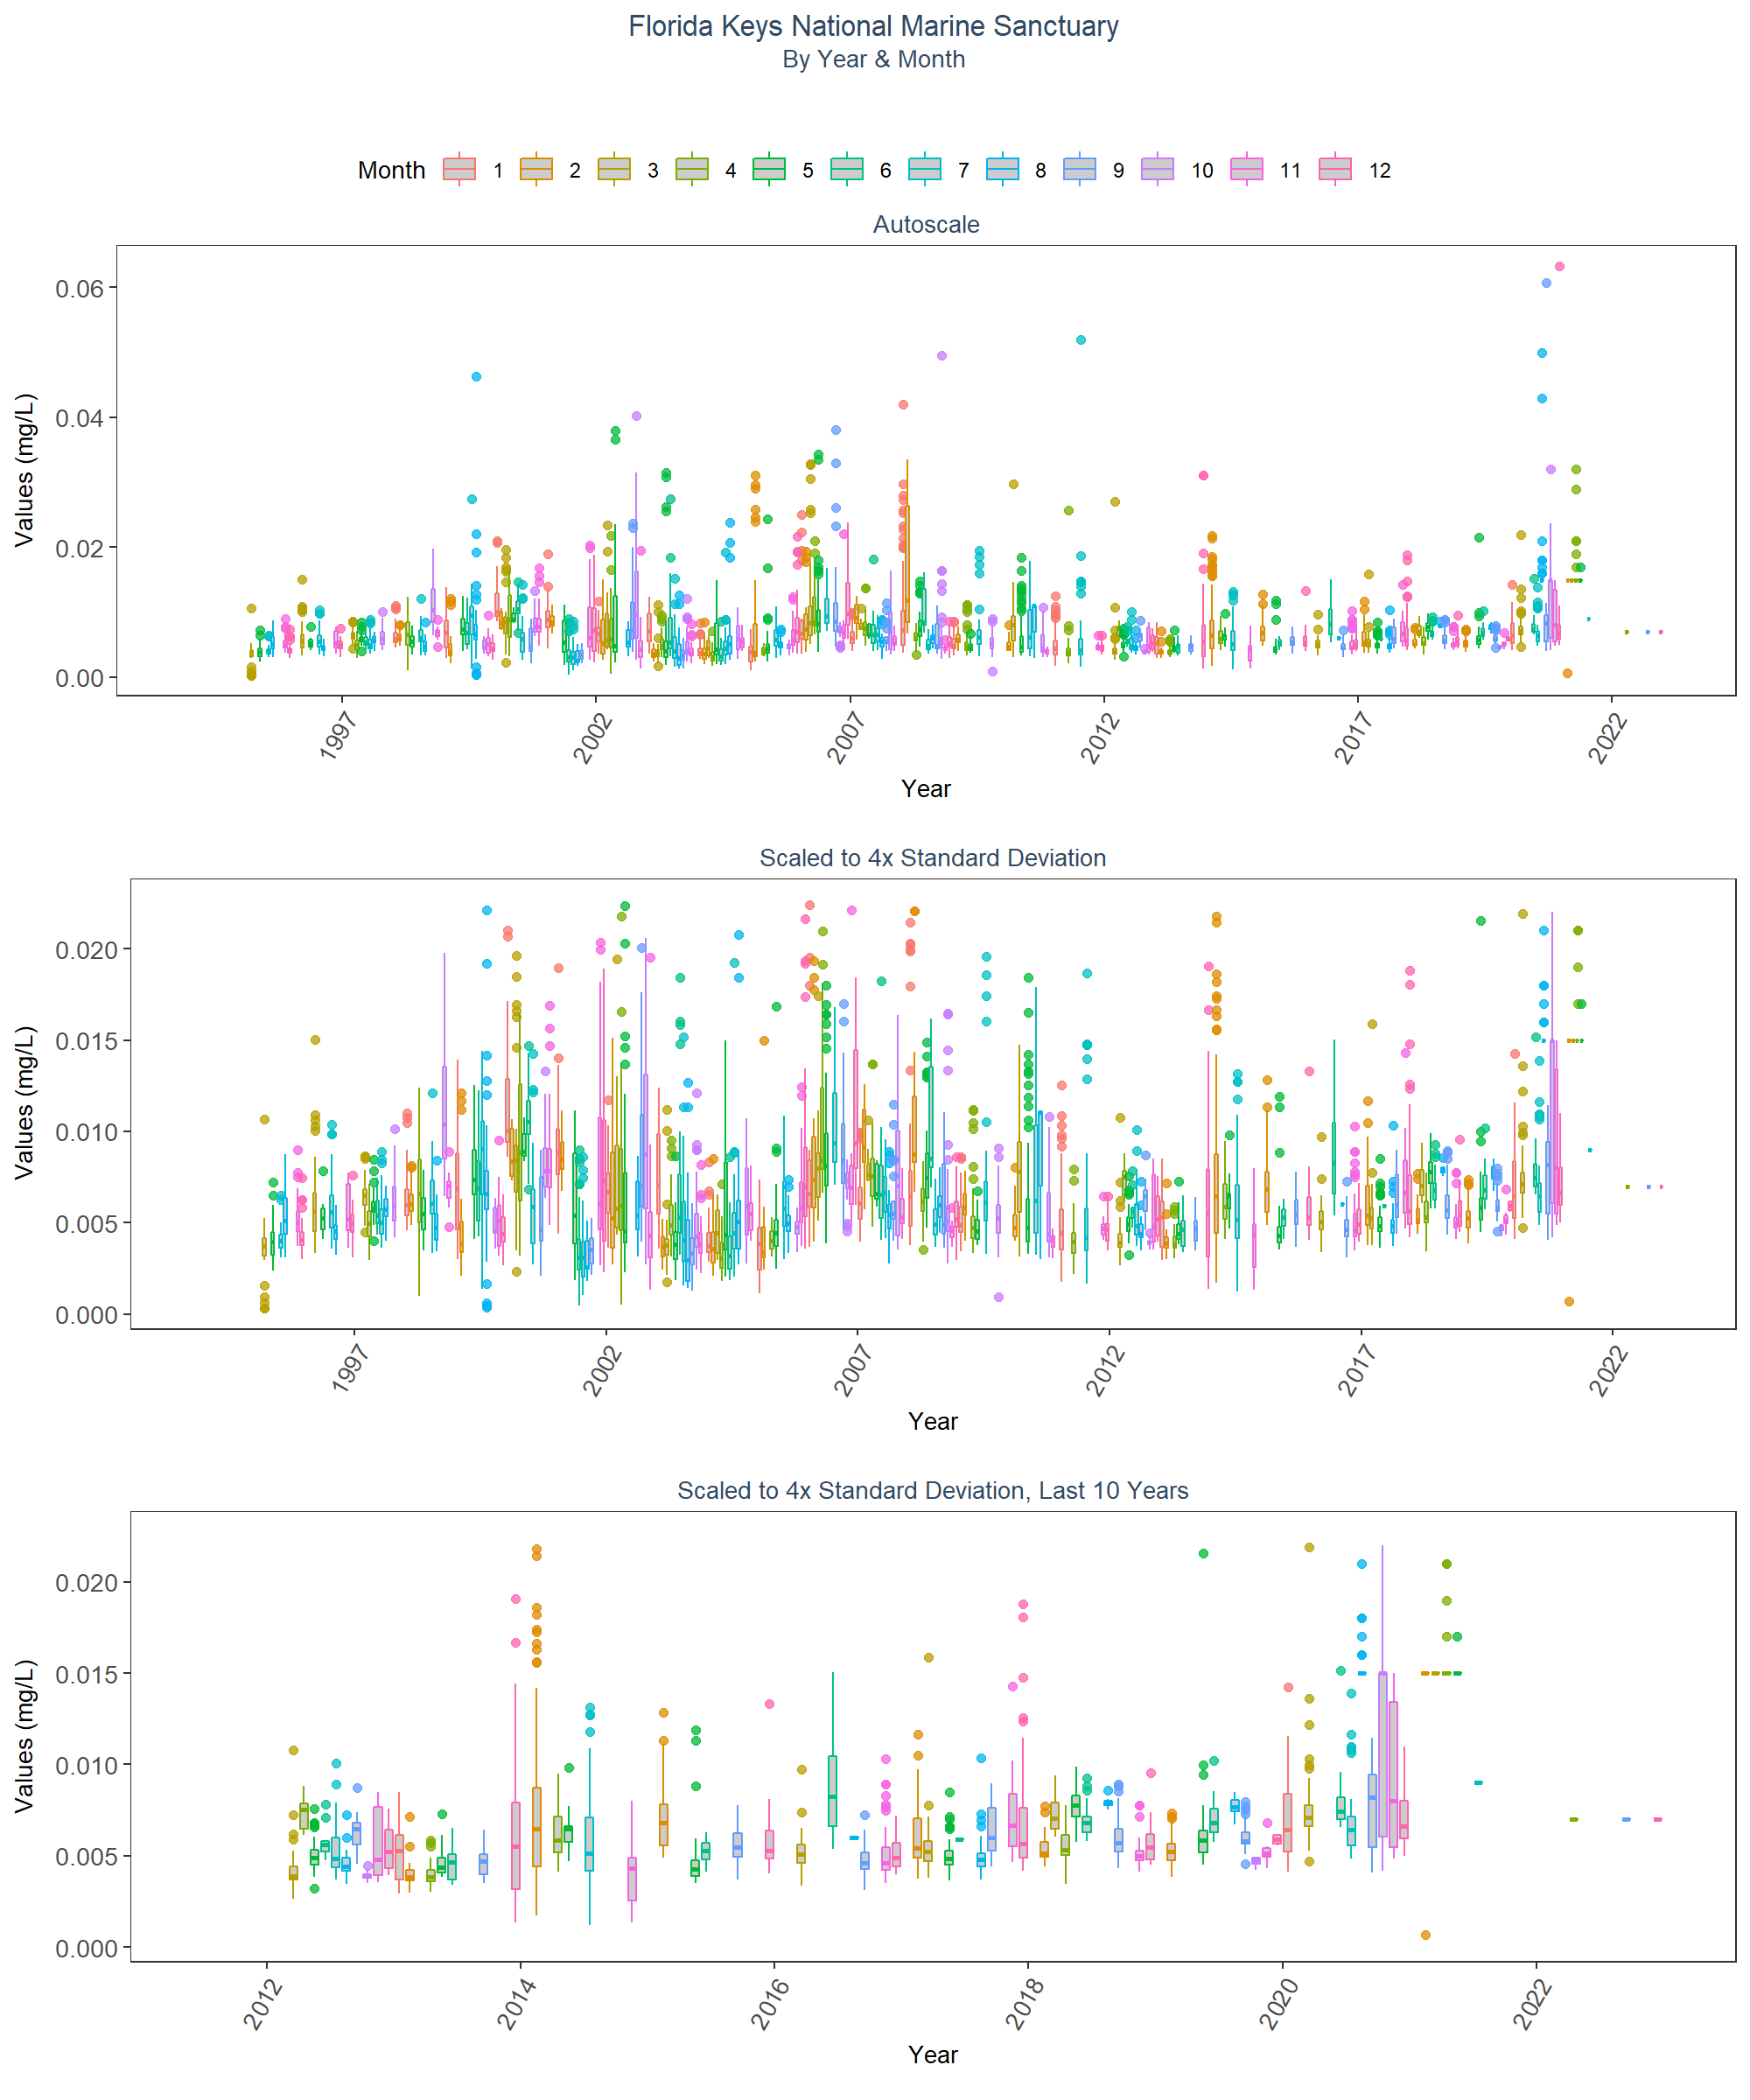 Florida Keys National Marine Sanctuary
By Year & Month
Month 1 2 3 4 5 6 7 8 9 10 11 12
Autoscale
Values (mg/L)
0.06
0.04
0.02
0.00
1997 2002 2007 2012 2017 2022
Year
Scaled to 4x Standard Deviation
Values (mg/L)
0.020
0.015
0.010
0.005
0.000
1997 2002 2007 2012 2017 2022
Year
Scaled to 4x Standard Deviation, Last 10 Years
Values (mg/L)
0.020
0.015
0.010
0.005
0.000
2012 2014 2016 2018 2020 2022
Year